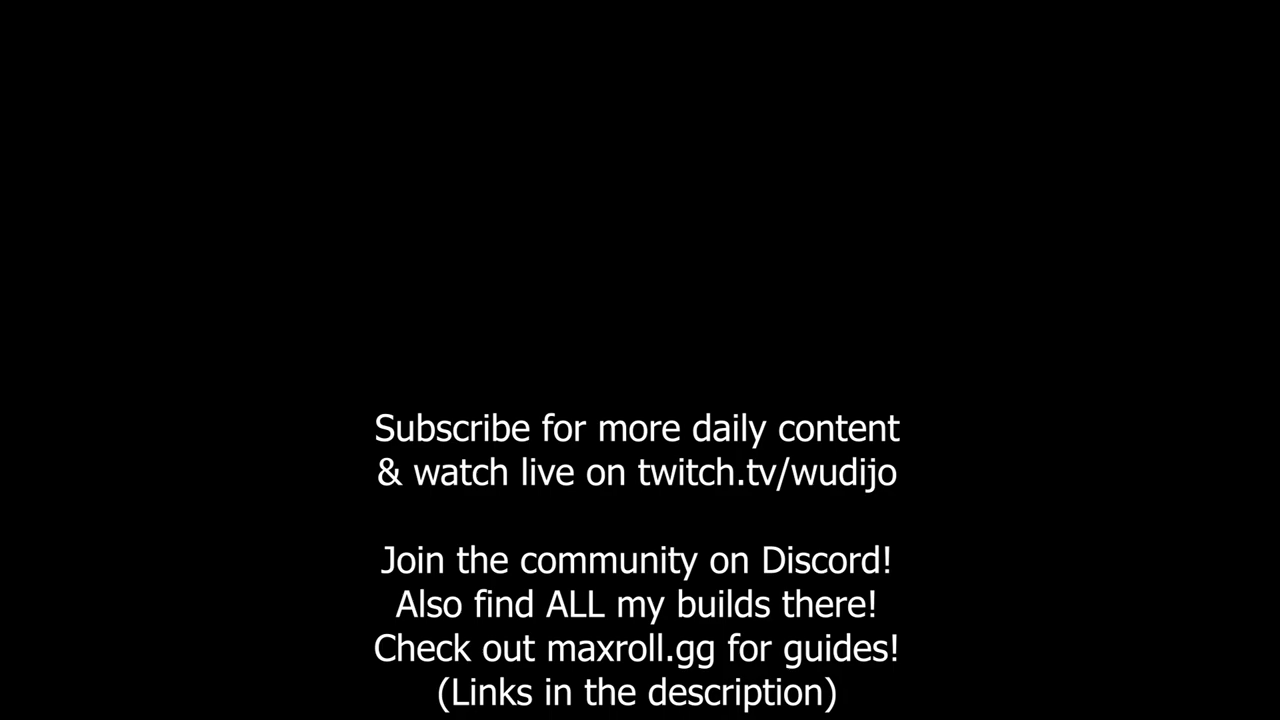 Subscribe for more daily content
& watch live on twitch.tv/wudijo
Join the community on Discord!
Also find ALL my builds there!
Check out maxroll.gg for guides!
(Links in the description)